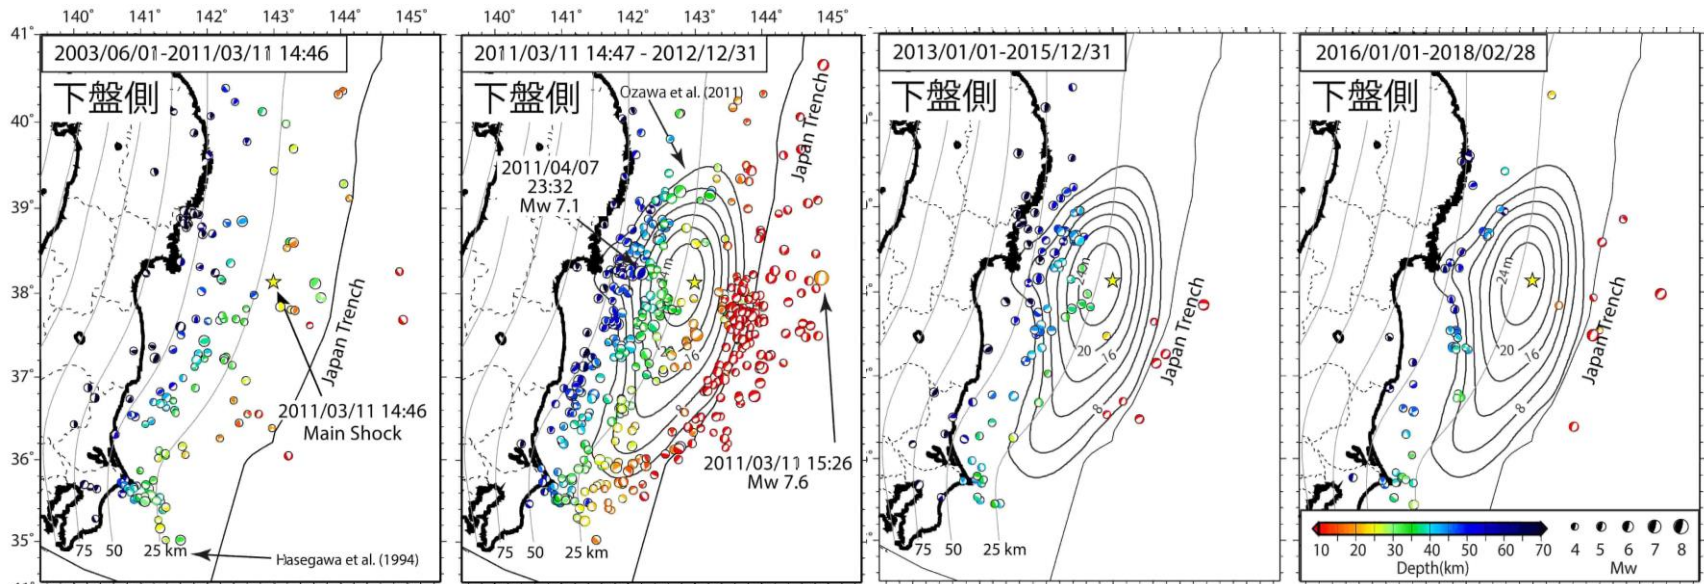 140° 141° 142° 143° 144° 145°
140° 141° 142° 143° 144° 145°
41°
40°
39°
38°
37°
36°
35°
2003/06/01-2011/03/11 14:46
下盤側
Japan Trench
2011/03/11 14:46
Main Shock
75 50 25 km
Hasegawa et al. (1994)
2011/03/11 14:47 - 2012/12/31
下盤側
Ozawa et al. (2011)
Japan Trench
2011/04/07
23:32
Mw 7.1
24m
16
2011/03/11 15:26
Mw 7.6
75 50 25 km
2013/01/01-2015/12/31
下盤側
24m
20
16
8
Japan Trench
75 50 25 km
2016/01/01-2018/02/28
下盤側
24m
20
16
8
Japan Trench
10 20 30 40 50 60 70
Depth(km)
4 5 6 7 8
Mw